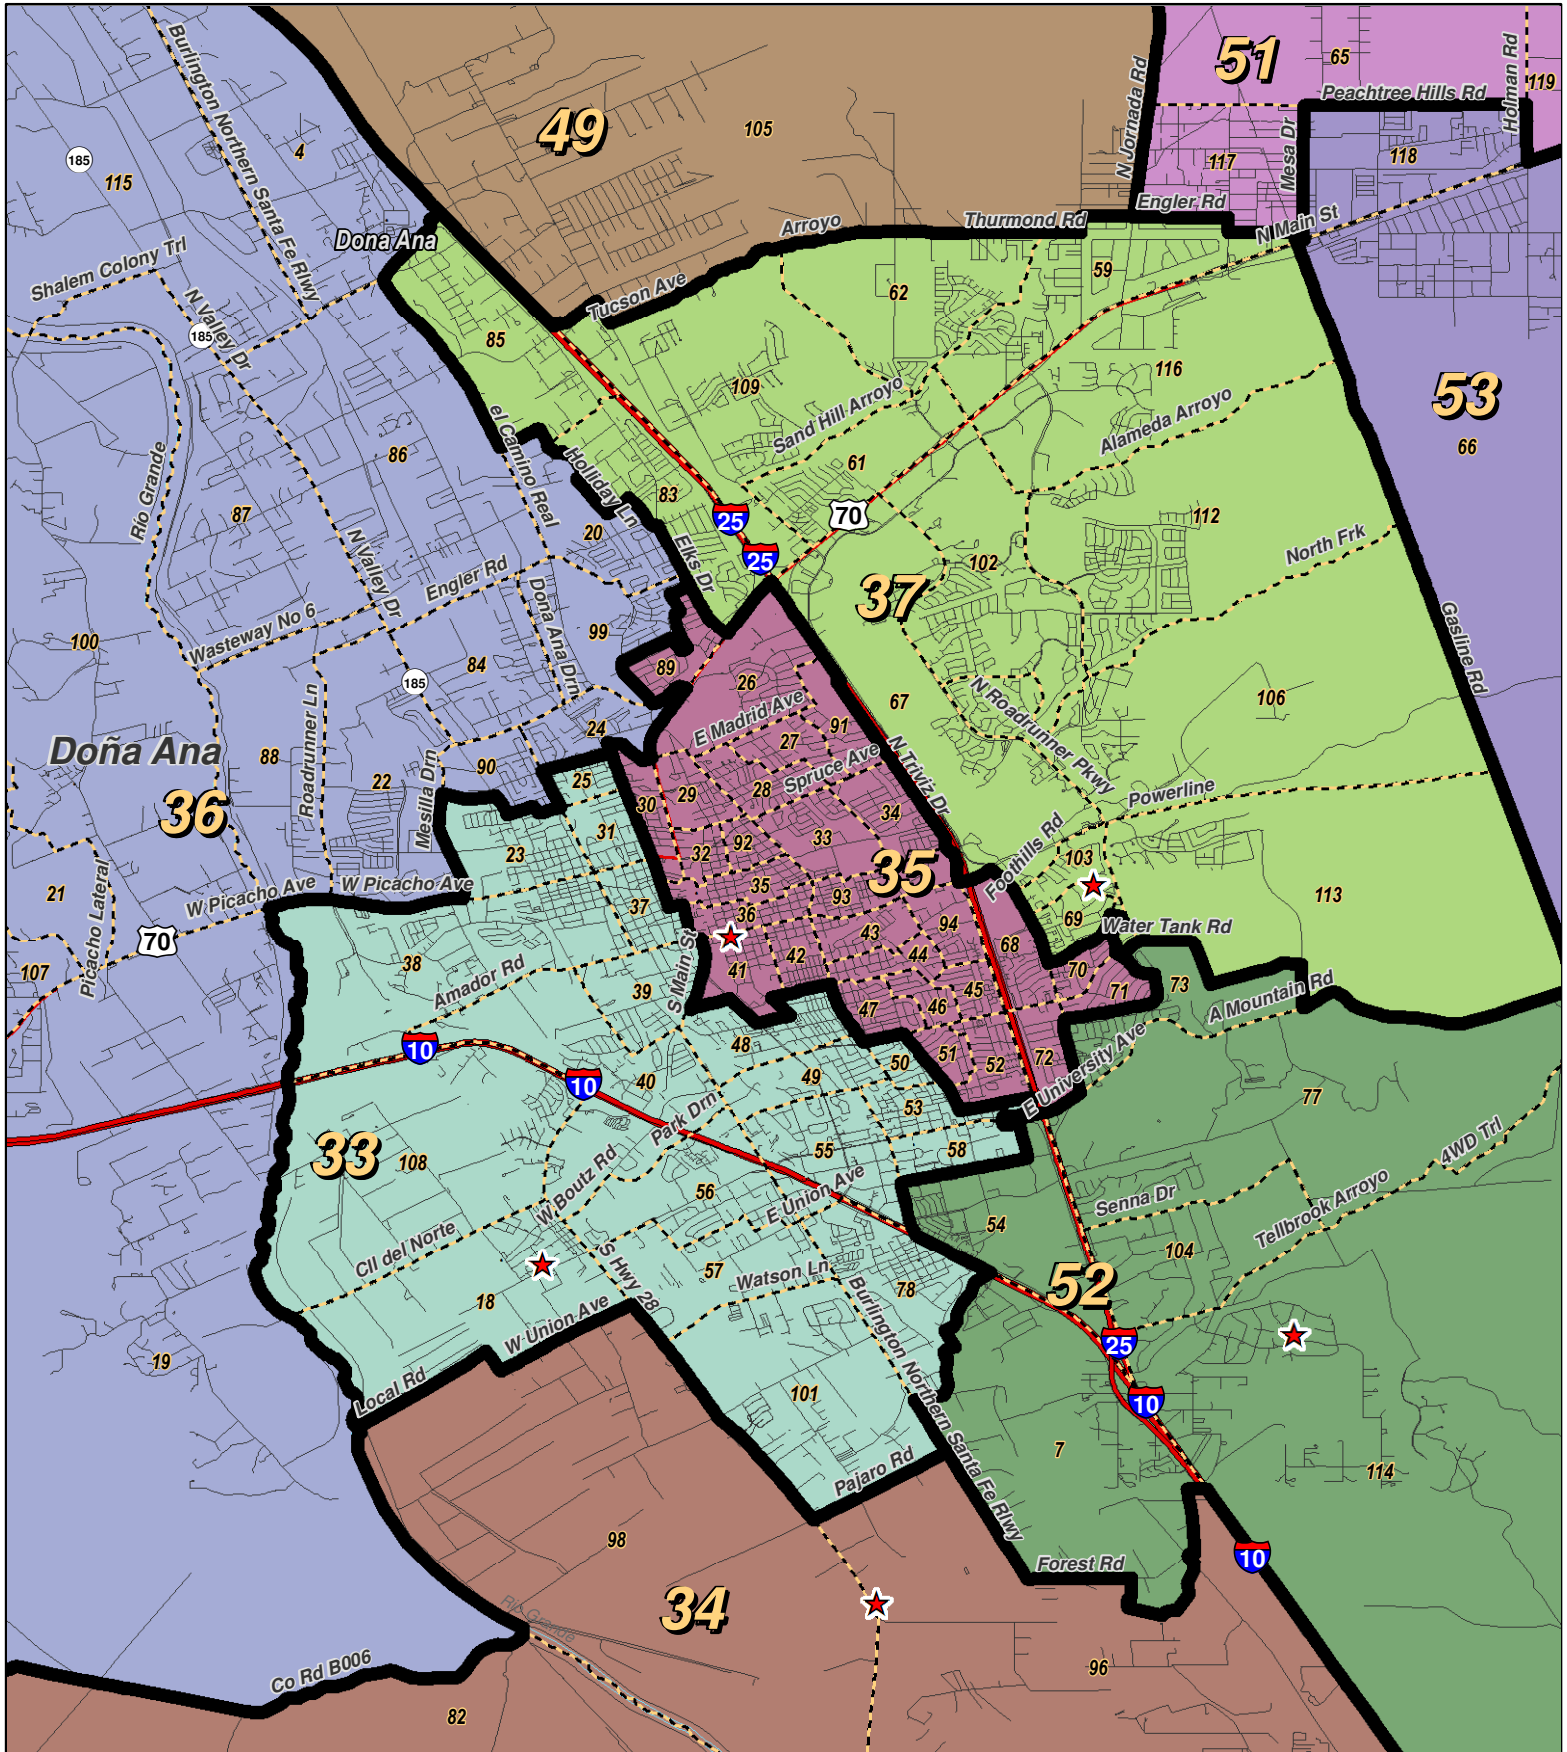 51
65
Holman Rd
119
Burlington Northern Santa Fe Rlwy
49
105
N Jornada Rd
Peachtree Hills Rd
185
115
4
117
Mesa Dr
118
Engler Rd
Dona Ana
Arroyo
Thurmond Rd
N Main St
Shalem Colony Trl
59
62
Tucson Ave
N Valley Dr
185
85
116
109
53
66
Sand Hill Arroyo
Alameda Arroyo
el Camino Real
86
Rio Grande
Holliday Ln
61
83
87
25
70
112
20
N Valley Dr
Elks Dr
25
North Frk
102
Engler Rd
37
Dona Ana Drn
Wasteway No 6
99
100
Gasline Rd
84
89
185
26
Roadrunner Ln
67
N Roadrunner Pkwy
106
24
E Madrid Ave
91
27
Doña Ana
88
90
Spruce Ave
N Triviz Dr
22
25
28
29
Mesilla Drn
30
Powerline
36
34
31
33
92
23
32
103
35
Foothills Rd
35
W Picacho Ave
W Picacho Ave
21
93
113
Picacho Lateral
37
36
69
94
Water Tank Rd
70
43
68
42
44
38
41
107
70
S Main St
Amador Rd
45
71
73
39
A Mountain Rd
46
47
10
48
51
52
72
50
E University Ave
49
40
10
77
53
Park Drn
4WD Trl
33
108
55
58
W Boutz Rd
56
E Union Ave
Senna Dr
54
Tellbrook Arroyo
Cll del Norte
104
S Hwy 28
57
Watson Ln
52
78
18
W Union Ave
Burlington Northern Santa Fe Rlwy
25
19
Local Rd
101
10
7
114
Pajaro Rd
98
10
Forest Rd
34
Rio Grande
Co Rd B006
96
82